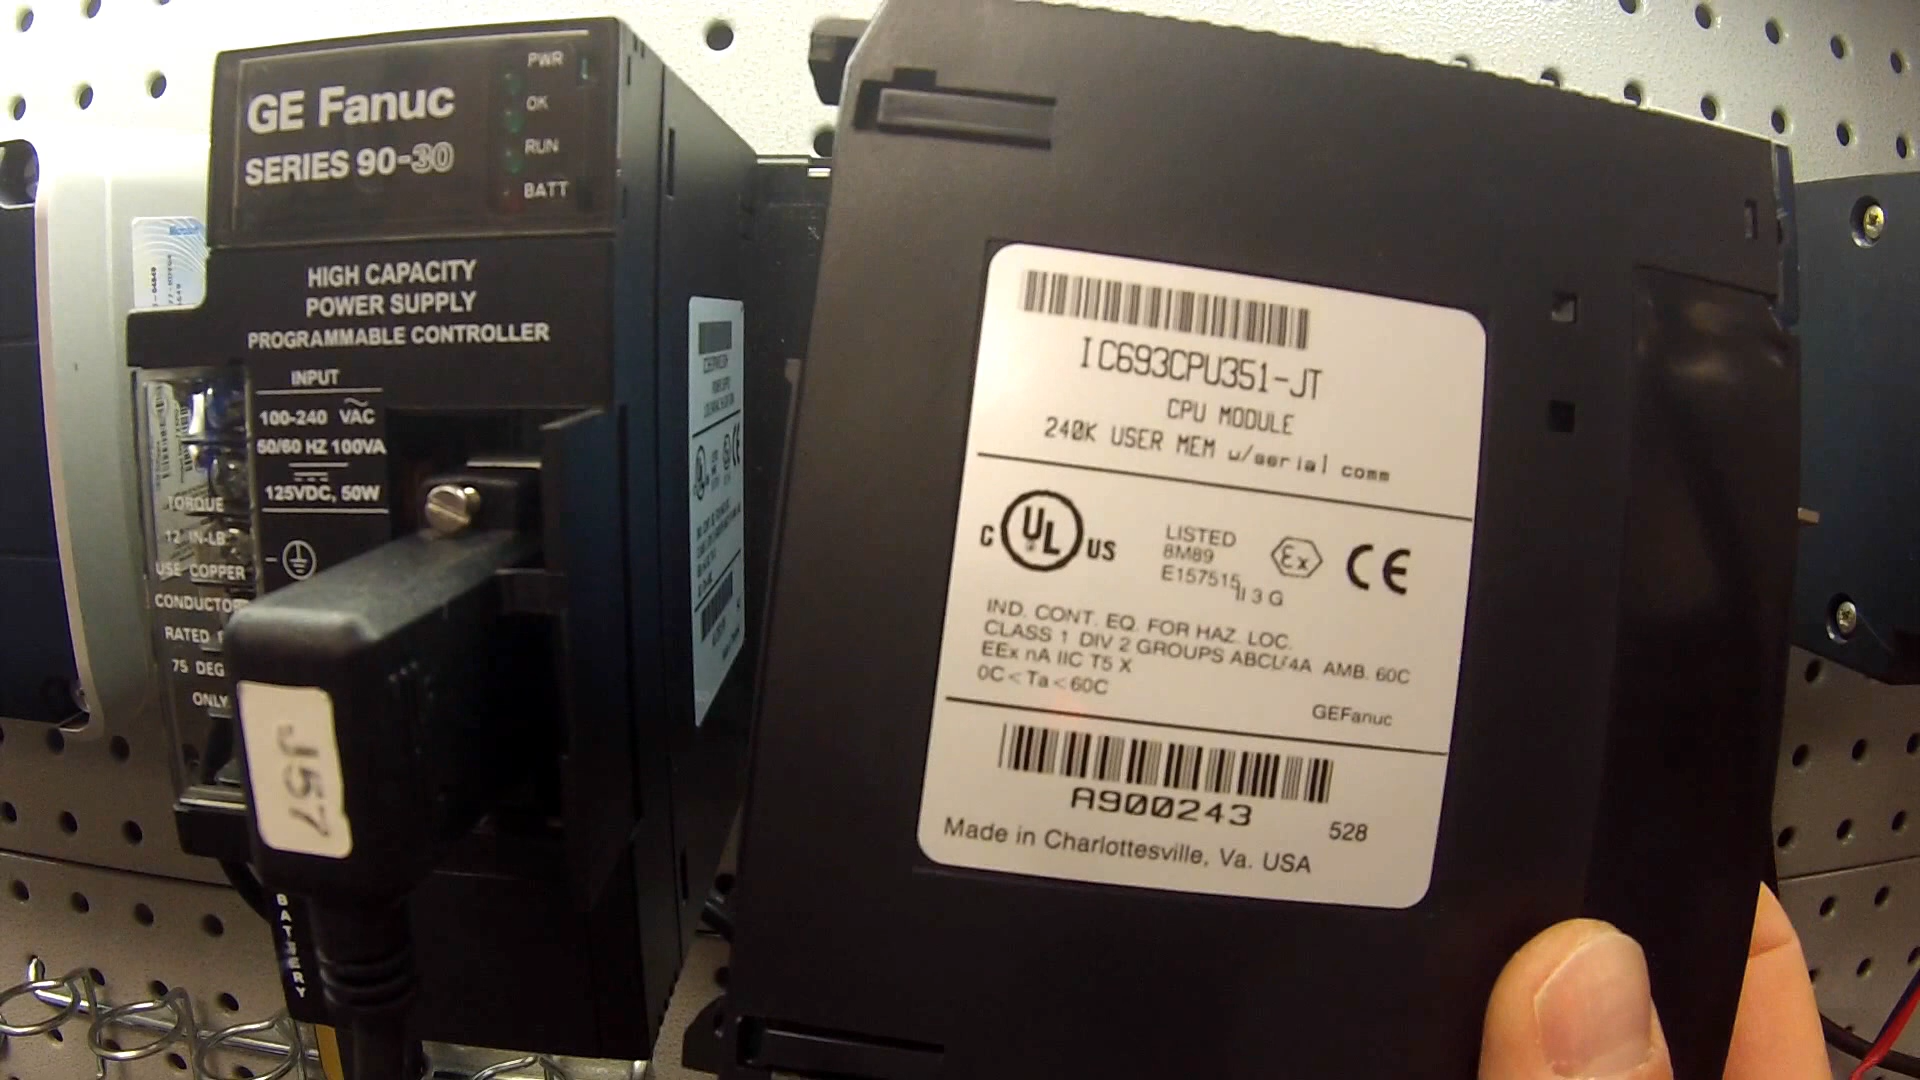 GE Fanuc
SERIES 90-30
PWR
OK
RUN
BATT
HIGH CAPACITY
POWER SUPPLY
PROGRAMMABLE CONTROLLER
INPUT
100-240 VAC
50/60 HZ 100VA
125VDC, 50W
TORQUE
12 IN-LB
USE COPPER
CONDUCTO
RATED
75 DEG
ONLY
J57
BATTERY
IC693CPU351-JT
CPU MODULE
240K USER MEM w/serial comm
C UL US
LISTED
8M89
E157515
II 3 G
Ex
CE
IND. CONT. EQ. FOR HAZ. LOC.
CLASS 1 DIV 2 GROUPS ABCD/4A AMB. 60C
EEx nA IIC T5 X
0C<Ta<60C
GEFanuc
A900243
528
Made in Charlottesville, Va. USA